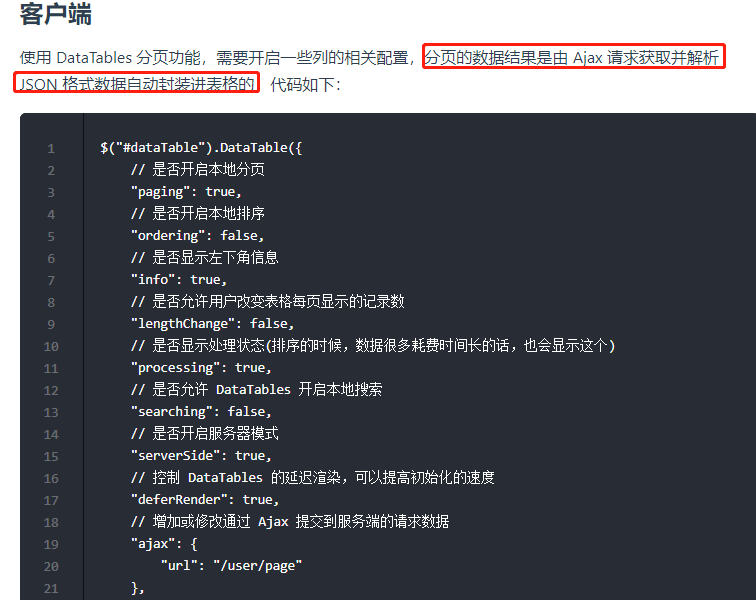 客户端
使用 DataTables 分页功能，需要开启一些列的相关配置，分页的数据结果是由 Ajax 请求获取并解析
JSON 格式数据自动封装进表格的 代码如下：
1 $("#dataTable").DataTable({
2 // 是否开启本地分页
3 "paging": true,
4 // 是否开启本地排序
5 "ordering": false,
6 // 是否显示左下角信息
7 "info": true,
8 // 是否允许用户改变表格每页显示的记录数
9 "lengthChange": false,
10 // 是否显示处理状态(排序的时候，数据很多耗费时间长的话，也会显示这个)
11 "processing": true,
12 // 是否允许 DataTables 开启本地搜索
13 "searching": false,
14 // 是否开启服务器模式
15 "serverSide": true,
16 // 控制 DataTables 的延迟渲染，可以提高初始化的速度
17 "deferRender": true,
18 // 增加或修改通过 Ajax 提交到服务端的请求数据
19 "ajax": {
20 "url": "/user/page"
21 },